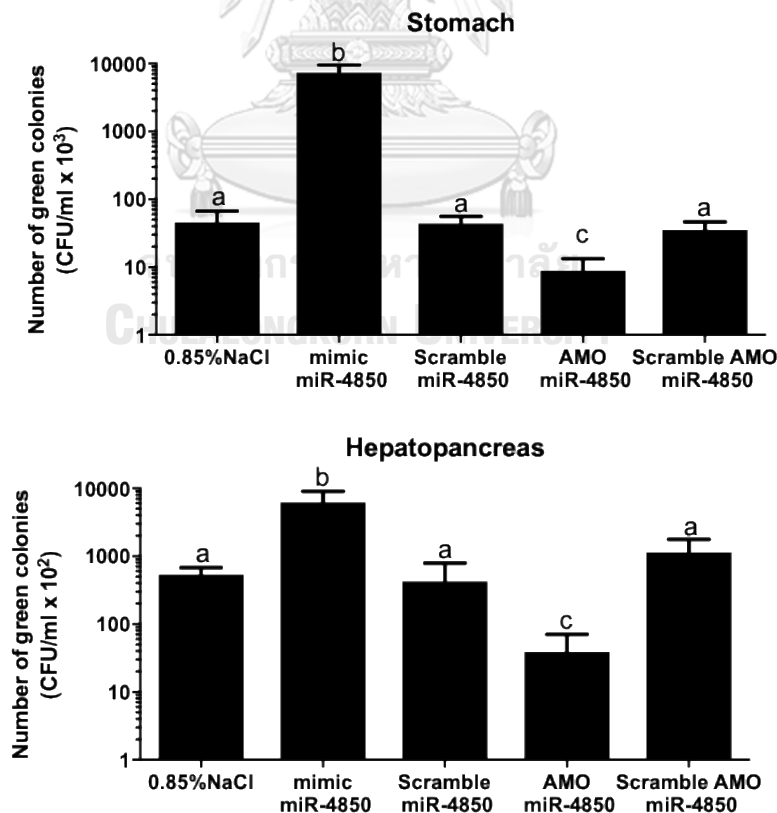 Stomach
Number of green colonies
(CFU/ml x 10³)
10000
1000
100
10
1
a
b
a
c
a
0.85%NaCl
mimic
miR-4850
Scramble
miR-4850
AMO
miR-4850
Scramble AMO
miR-4850
CHULALONGKORN UNIVERSITY
Hepatopancreas
Number of green colonies
(CFU/ml x 10²)
10000
1000
100
10
1
a
b
a
c
a
0.85%NaCl
mimic
miR-4850
Scramble
miR-4850
AMO
miR-4850
Scramble AMO
miR-4850